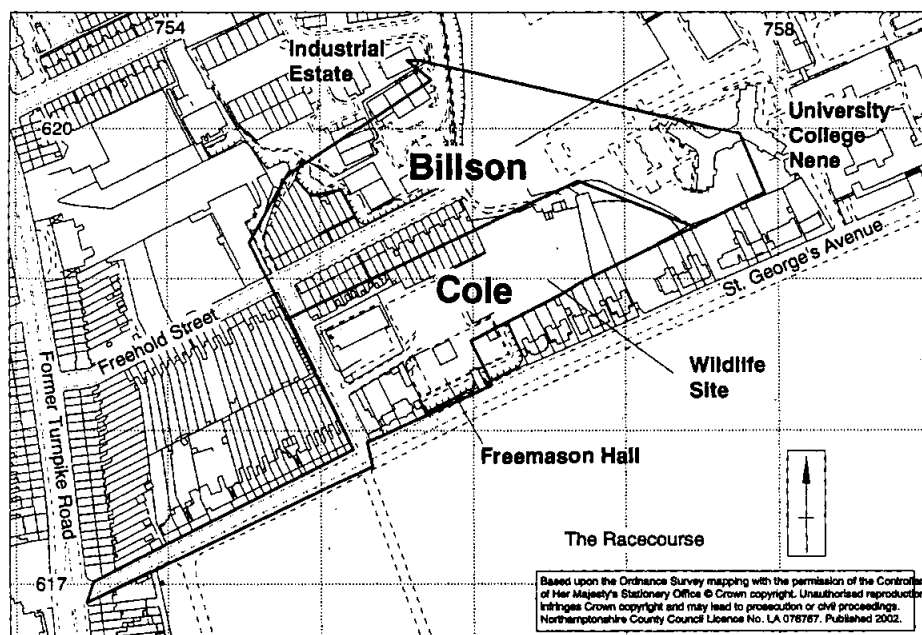 754
758
Industrial
Estate
620
University
College
Nene
Billson
St. George's Avenue
Cole
Freehold Street
Wildlife
Site
Former Turnpike Road
Freemason Hall
The Racecourse
617
Based upon the Ordnance Survey mapping with the permission of the Controller
of Her Majesty's Stationery Office © Crown copyright. Unauthorised reproduction
infringes Crown copyright and may lead to prosecution or civil proceedings.
Northamptonshire County Council Licence No. LA 076767. Published 2002.